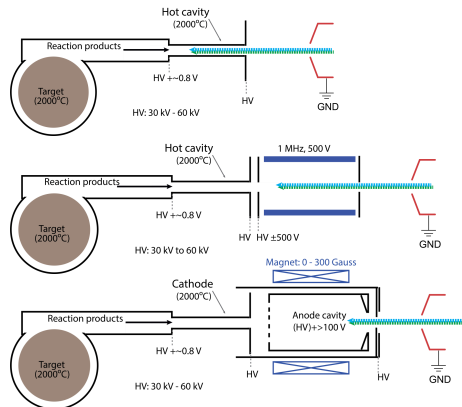 Hot cavity
(2000°C)
Reaction products
Target
(2000°C)
HV +~0.8 V
HV
HV: 30 kV - 60 kV
GND
Hot cavity
(2000°C)
1 MHz, 500 V
Reaction products
HV +~0.8 V
Target
(2000°C)
HV
HV ±500 V
HV: 30 kV to 60 kV
GND
Magnet: 0 - 300 Gauss
Cathode
(2000°C)
Anode cavity
(HV)+>100 V
Reaction products
HV +~0.8 V
Target
(2000°C)
HV
HV
HV: 30 kV - 60 kV
GND